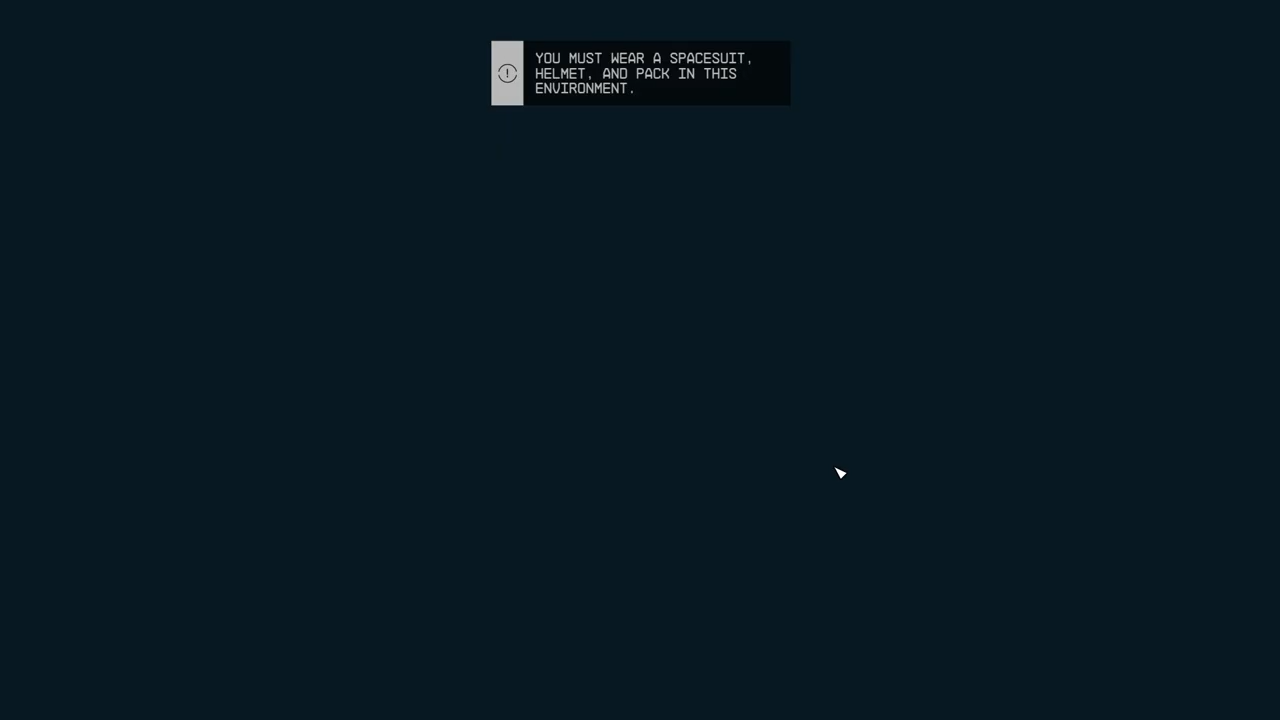 YOU MUST WEAR A SPACESUIT,
HELMET, AND PACK IN THIS
ENVIRONMENT.